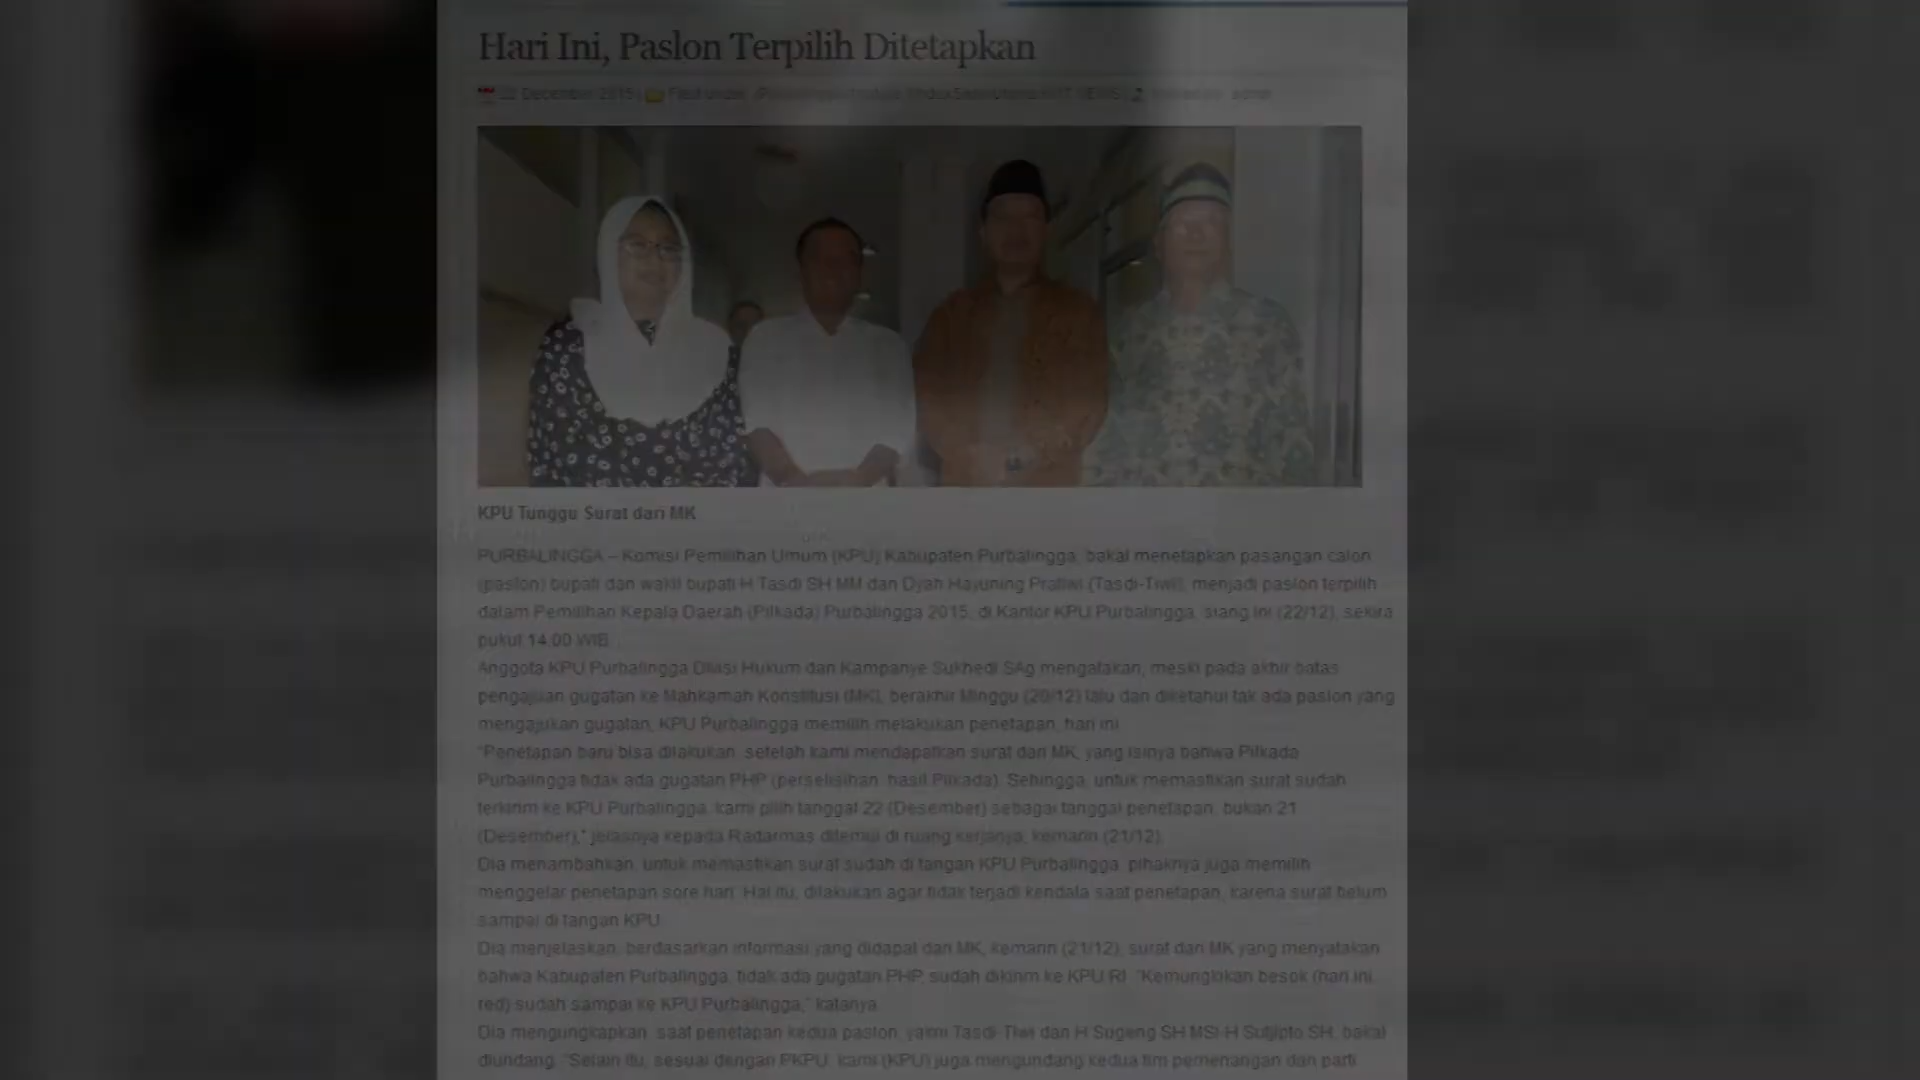 Hari Ini, Paslon Terpilih Ditetapkan
22 December 2015 | Filed under:
KPU Tunggu Surat dari MK
PURBALINGGA – Komisi Pemilihan Umum (KPU) Kabupaten Purbalingga, bakal menetapkan pasangan calon
(paslon) bupati dan wakil bupati H Tasdi SH MM dan Dyah Hayuning Pratiwi (Tasdi-Tiwi), menjadi paslon terpilih
dalam Pemilihan Kepala Daerah (Pilkada) Purbalingga 2015, di Kantor KPU Purbalingga, siang ini (22/12), sekira
pukul 14.00 WIB.
Anggota KPU Purbalingga Divisi Hukum dan Kampanye Sukhedi SAg mengatakan, meski pada akhir batas
pengajuan gugatan ke Mahkamah Konstitusi (MK), berakhir Minggu (20/12) lalu dan diketahui tak ada paslon yang
mengajukan gugatan, KPU Purbalingga memilih melakukan penetapan, hari ini.
"Penetapan baru bisa dilakukan, setelah kami mendapatkan surat dari MK, yang isinya bahwa Pilkada
Purbalingga tidak ada gugatan PHP (perselisihan hasil Pilkada). Sehingga, untuk memastikan surat sudah
terkirim ke KPU Purbalingga, kami pilih tanggal 22 (Desember) sebagai tanggal penetapan, bukan 21
(Desember)," jelasnya kepada Radarmas ditemui di ruang kerjanya, kemarin (21/12).
Dia menambahkan, untuk memastikan surat sudah di tangan KPU Purbalingga, pihaknya juga memilih
menggelar penetapan sore hari. Hal itu, dilakukan agar tidak terjadi kendala saat penetapan, karena surat belum
sampai di tangan KPU.
Dia menjelaskan, berdasarkan informasi yang didapat dari MK, kemarin (21/12), surat dari MK yang menyatakan
bahwa Kabupaten Purbalingga, tidak ada gugatan PHP, sudah dikirim ke KPU RI. "Kemungkikan besok (hari ini,
red) sudah sampai ke KPU Purbalingga," katanya.
Dia mengungkapkan, saat penetapan kedua paslon, yakni Tasdi-Tiwi dan H Sugeng SH MSI-H Sutjipto SH, bakal
diundang. "Selain itu, sesuai dengan PKPU, kami (KPU) juga mengundang kedua tim pemenangan dan parti